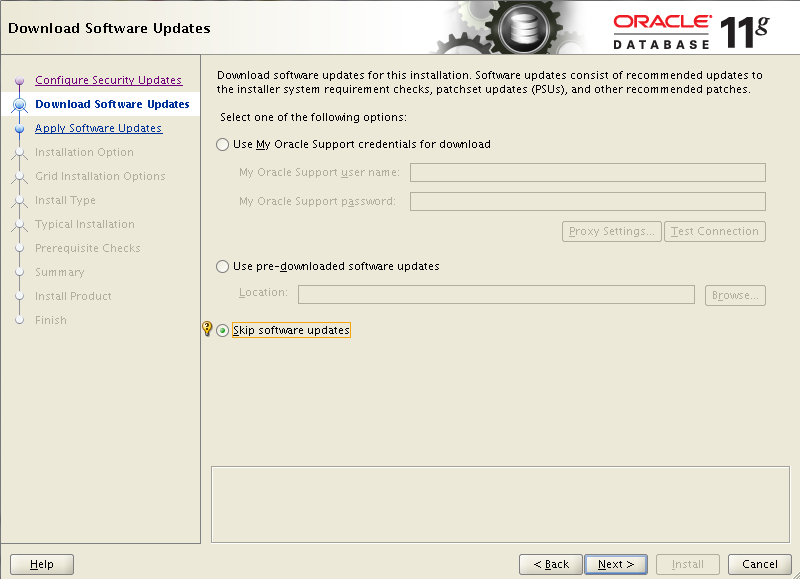 Download Software Updates
ORACLE
DATABASE 11g
Configure Security Updates
Download Software Updates
Apply Software Updates
Installation Option
Grid Installation Options
Install Type
Typical Installation
Prerequisite Checks
Summary
Install Product
Finish
Download software updates for this installation. Software updates consist of recommended updates to
the installer system requirement checks, patchset updates (PSUs), and other recommended patches.
Select one of the following options:
Use My Oracle Support credentials for download
My Oracle Support user name:
My Oracle Support password:
Proxy Settings... Test Connection
Use pre-downloaded software updates
Location: Browse...
Skip software updates
Help < Back Next > Install Cancel